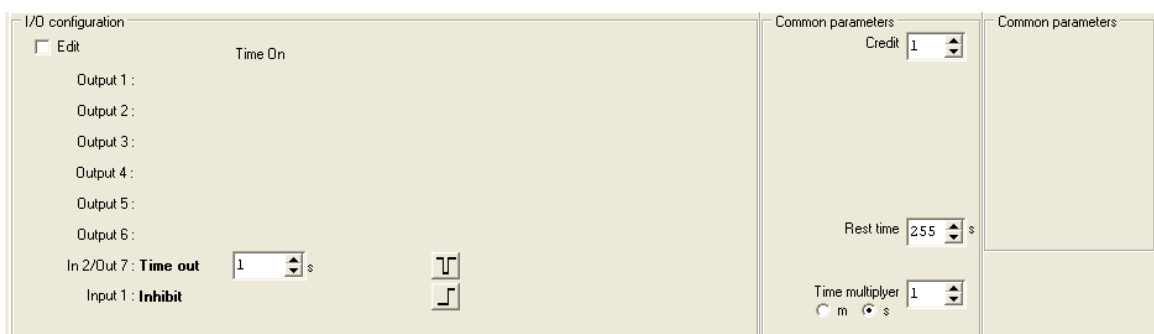 I/O configuration
Edit
Time On
Output 1 :
Output 2 :
Output 3 :
Output 4 :
Output 5 :
Output 6 :
In 2/Out 7 : Time out 1 s
Input 1 : Inhibit
Common parameters
Credit 1
Rest time 255 s
Time multiplyer 1
m s
Common parameters